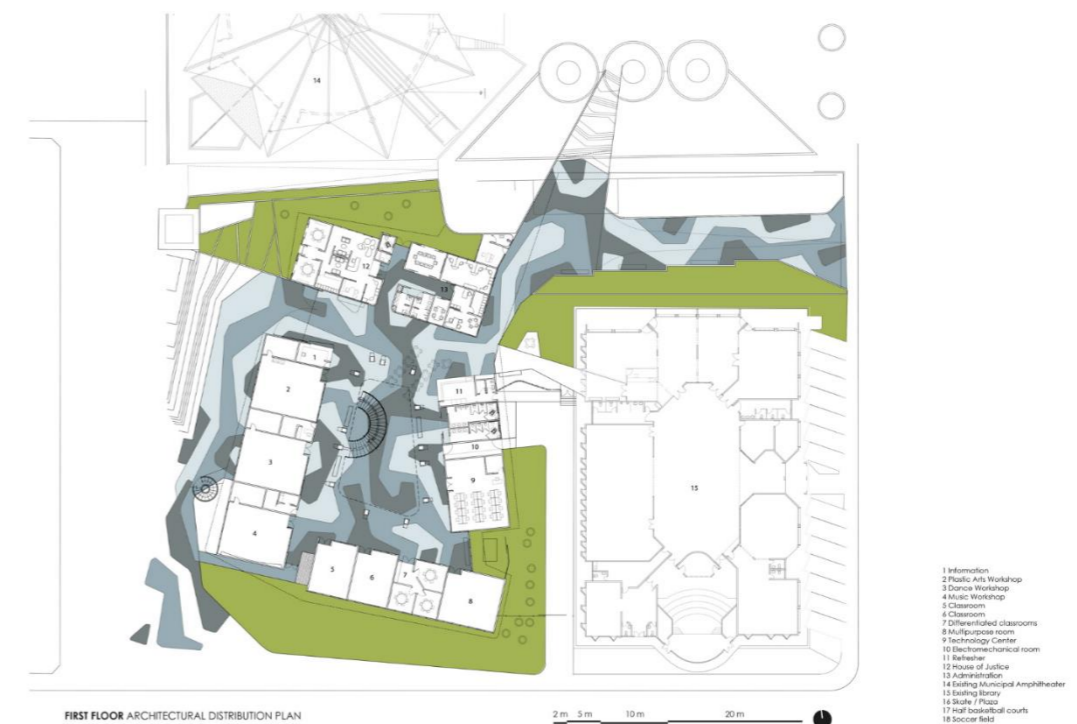 14
12
13
1
2
11
3
10
9
15
4
5
6
7
8
1 Information
2 Plastic Arts Workshop
3 Dance Workshop
4 Music Workshop
5 Classroom
6 Classroom
7 Differentiated classrooms
8 Multipurpose room
9 Technology Center
10 Electromechanical room
11 Refresher
12 House of Justice
13 Administration
14 Existing Municipal Amphitheater
15 Existing library
16 Skate / Plaza
17 Half basketball courts
18 Soccer field
FIRST FLOOR ARCHITECTURAL DISTRIBUTION PLAN
2 m 5 m 10 m 20 m